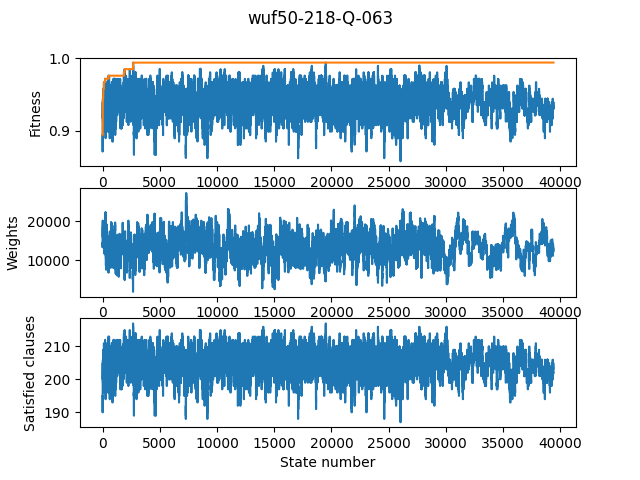 wuf50-218-Q-063
1.0
0.9
Fitness
0 5000 10000 15000 20000 25000 30000 35000 40000
20000
10000
Weights
0 5000 10000 15000 20000 25000 30000 35000 40000
210
200
190
Satisfied clauses
0 5000 10000 15000 20000 25000 30000 35000 40000
State number